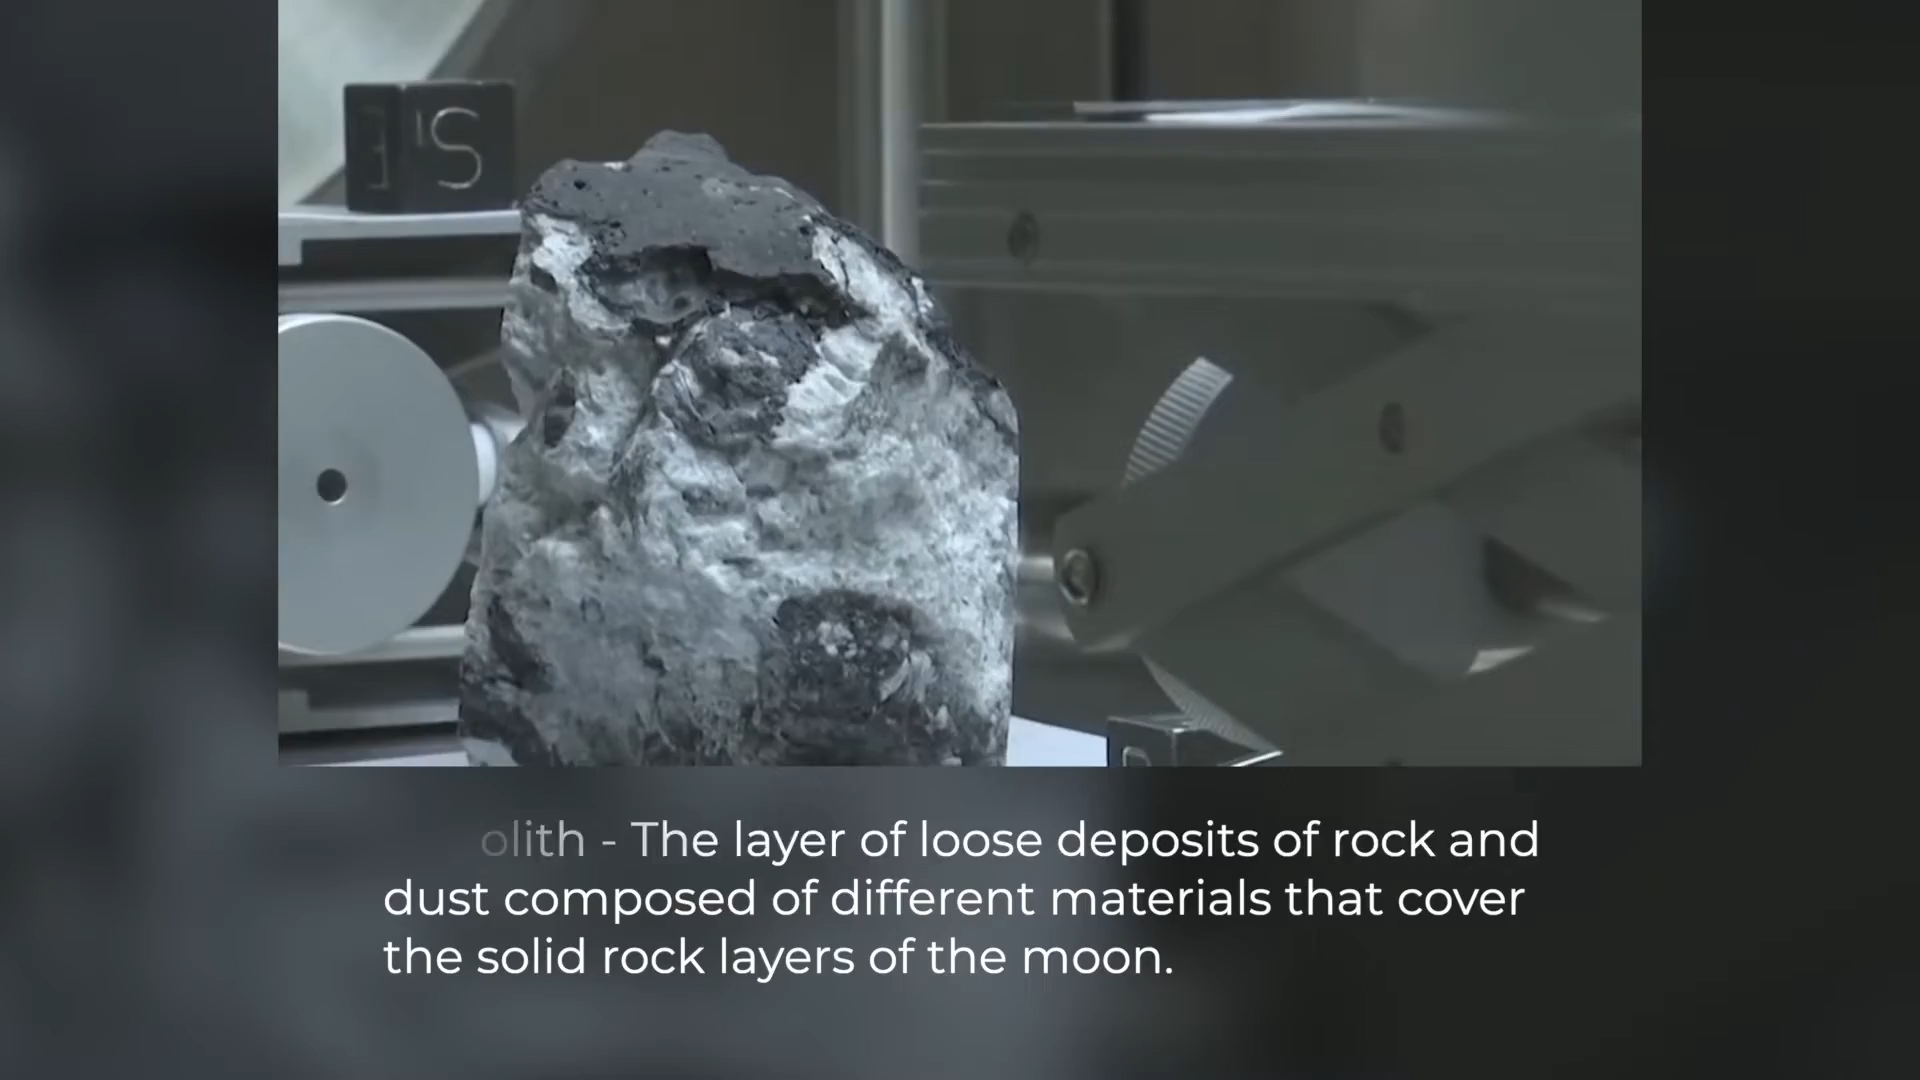 S
olith - The layer of loose deposits of rock and
dust composed of different materials that cover
the solid rock layers of the moon.